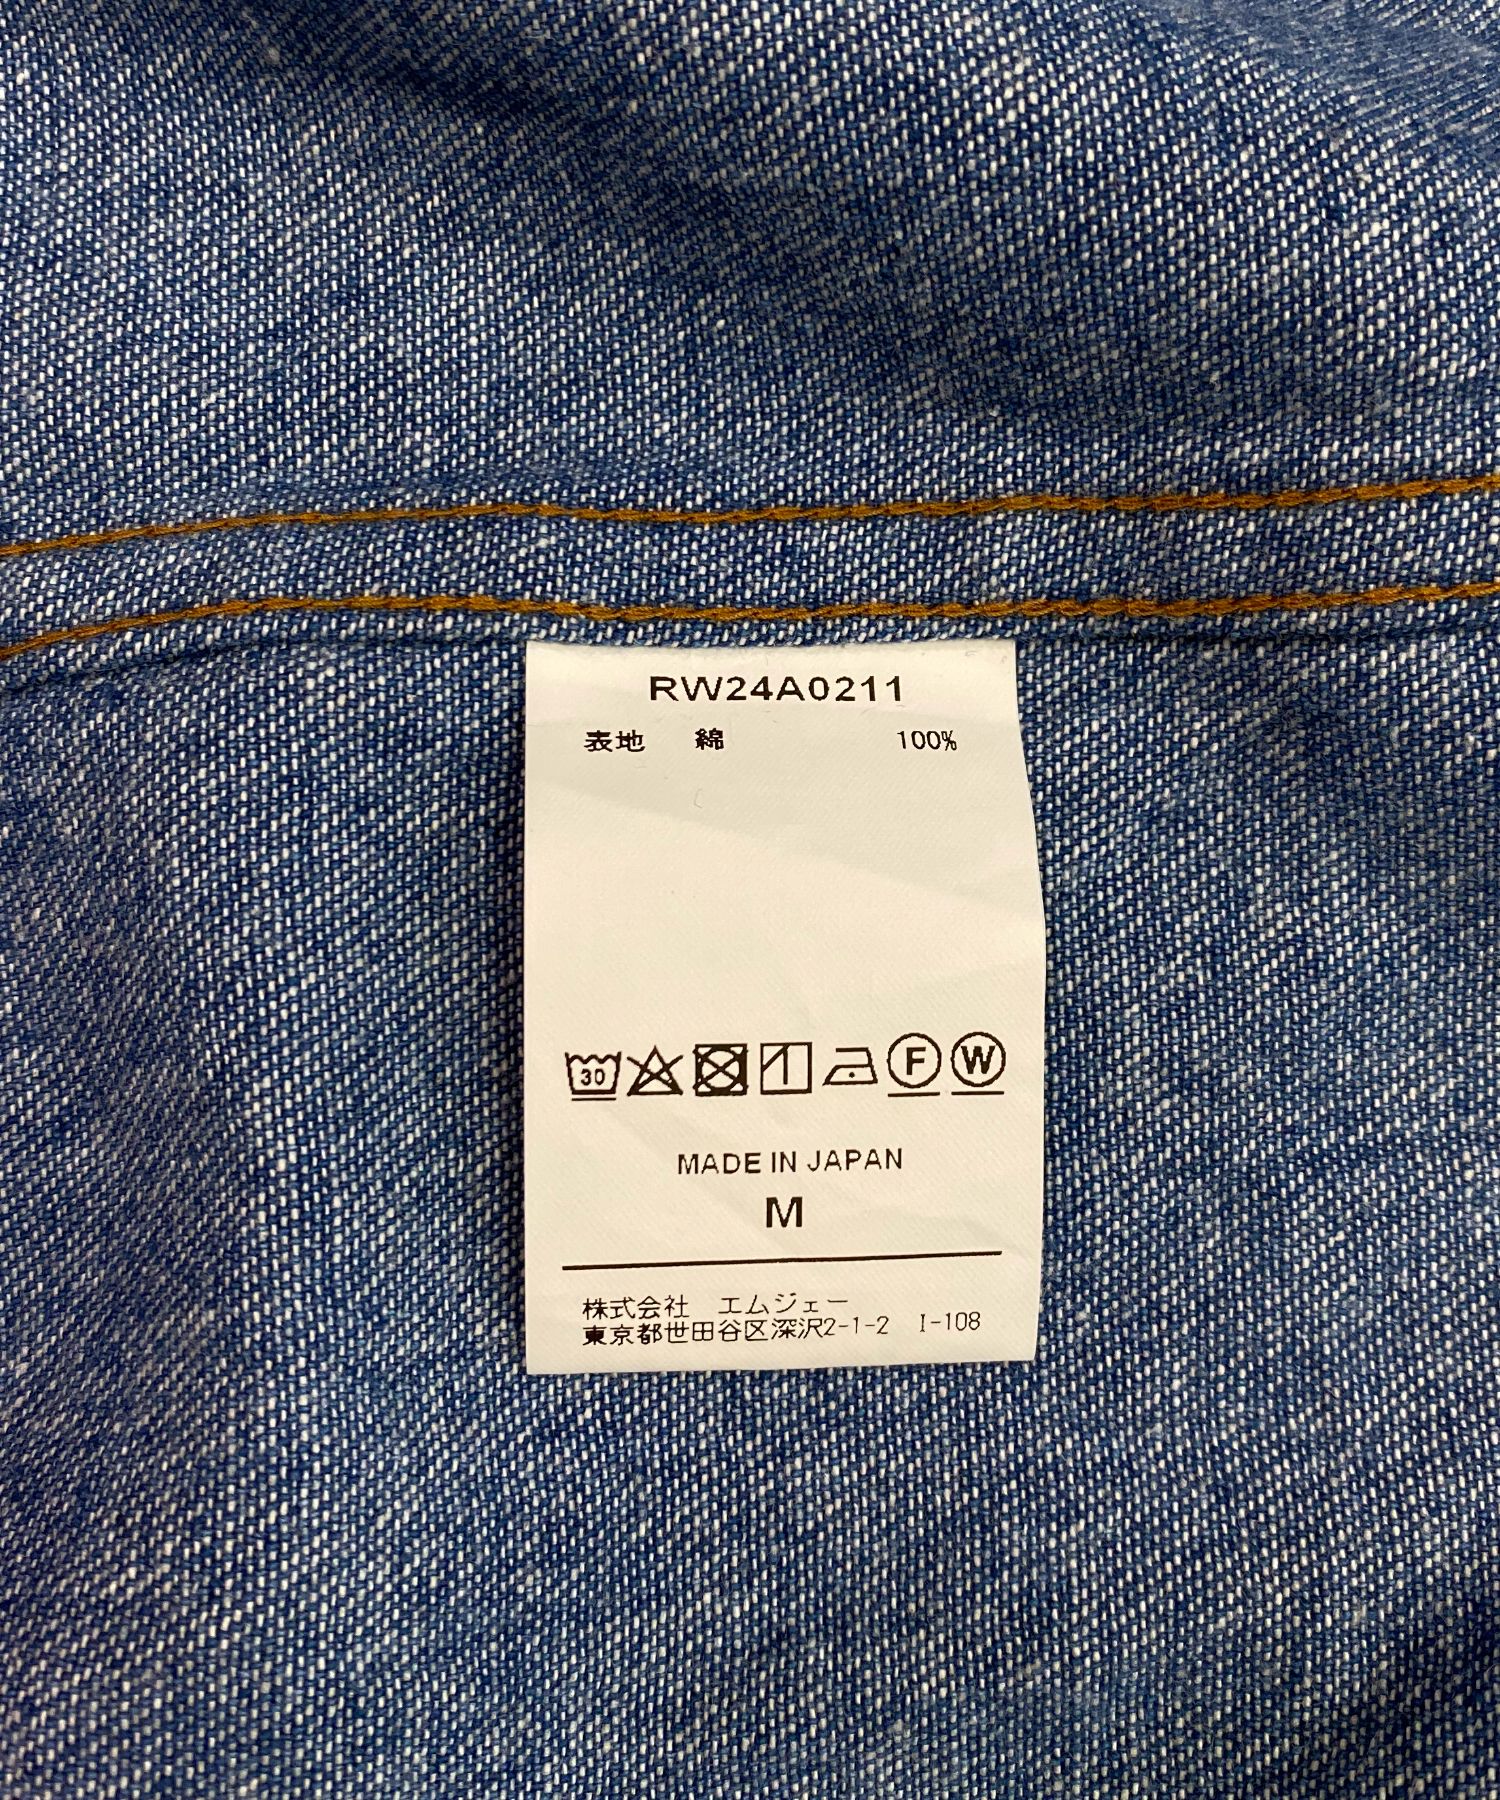 RW24A0211
表地 綿 100%
30 F W
MADE IN JAPAN
M
株式会社 エムジェー
東京都世田谷区深沢2-1-2 I-108